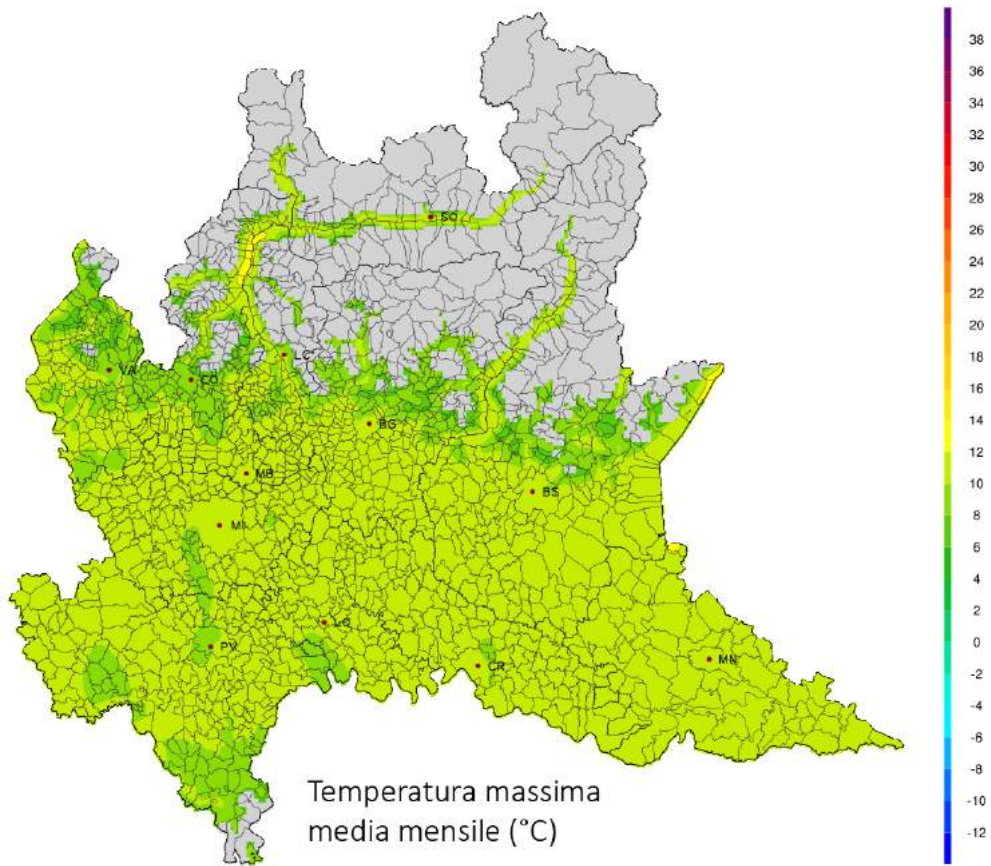 38
36
34
32
30
28
26
24
22
20
18
16
14
12
10
8
6
4
2
0
-2
-4
-6
-8
-10
-12
SO
VA
CO
LC
BG
MB
BS
MI
LO
PV
CR
MN
Temperatura massima
media mensile (°C)